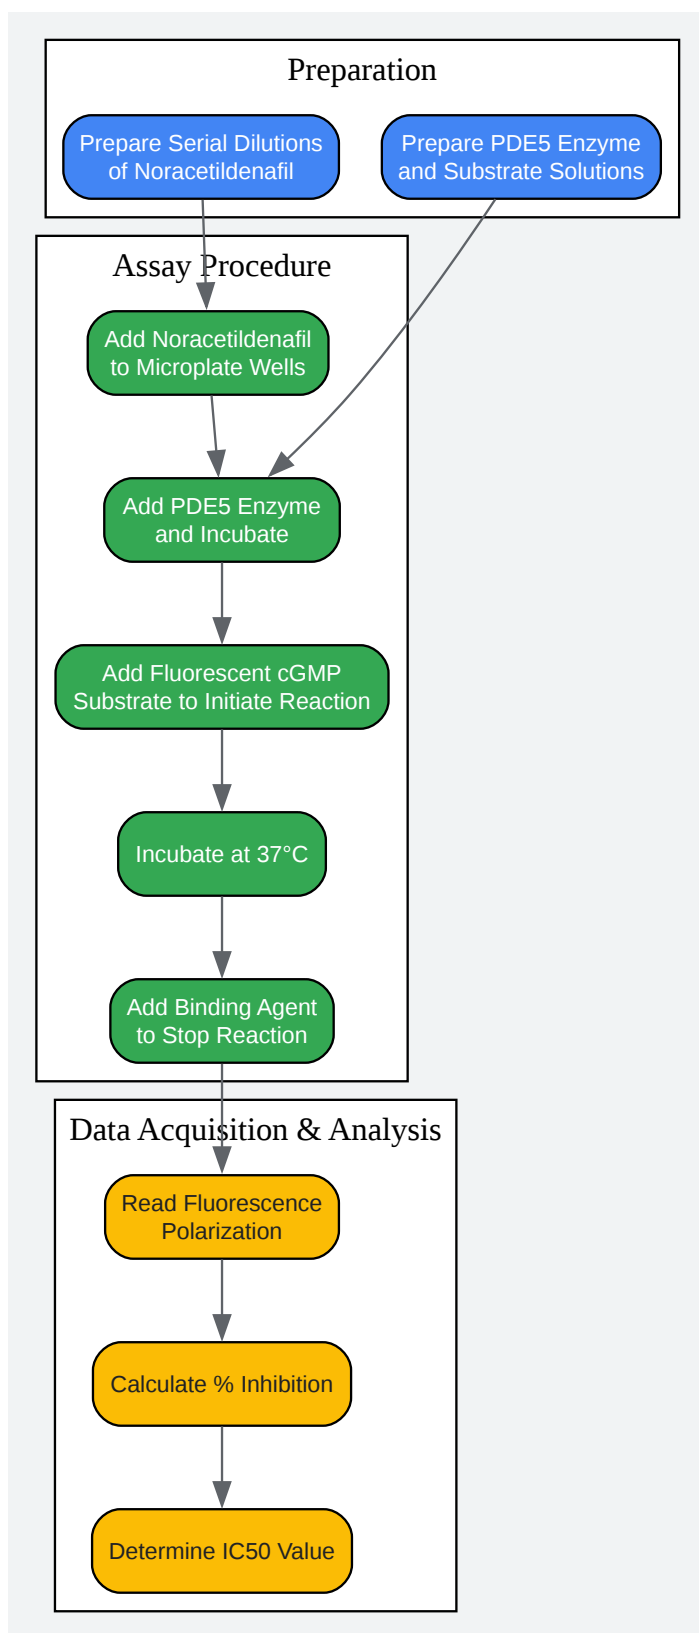 Preparation
Prepare Serial Dilutions
of Noracetildenafil
Prepare PDE5 Enzyme
and Substrate Solutions
Assay Procedure
Add Noracetildenafil
to Microplate Wells
Add PDE5 Enzyme
and Incubate
Add Fluorescent cGMP
Substrate to Initiate Reaction
Incubate at 37°C
Add Binding Agent
to Stop Reaction
Data Acquisition & Analysis
Read Fluorescence
Polarization
Calculate % Inhibition
Determine IC50 Value